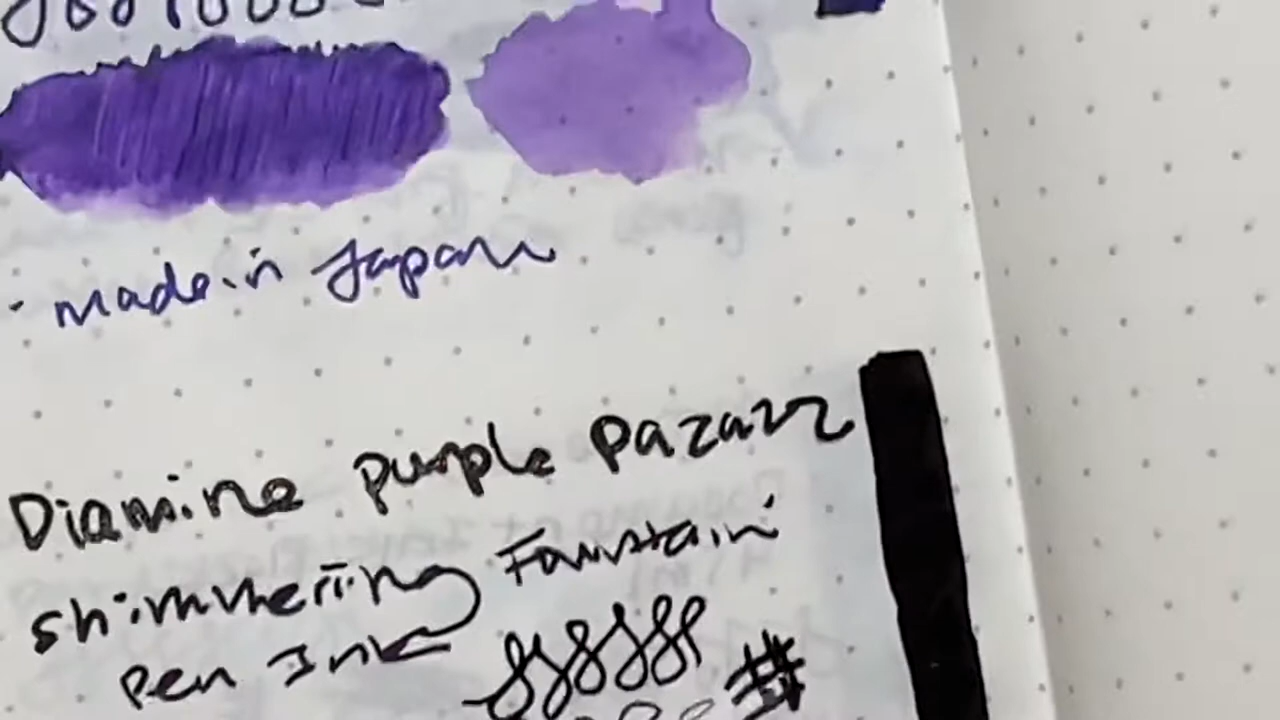 made in Japan
Diamine purple Pazazz
shimmering Fountain
Pen Ink
#